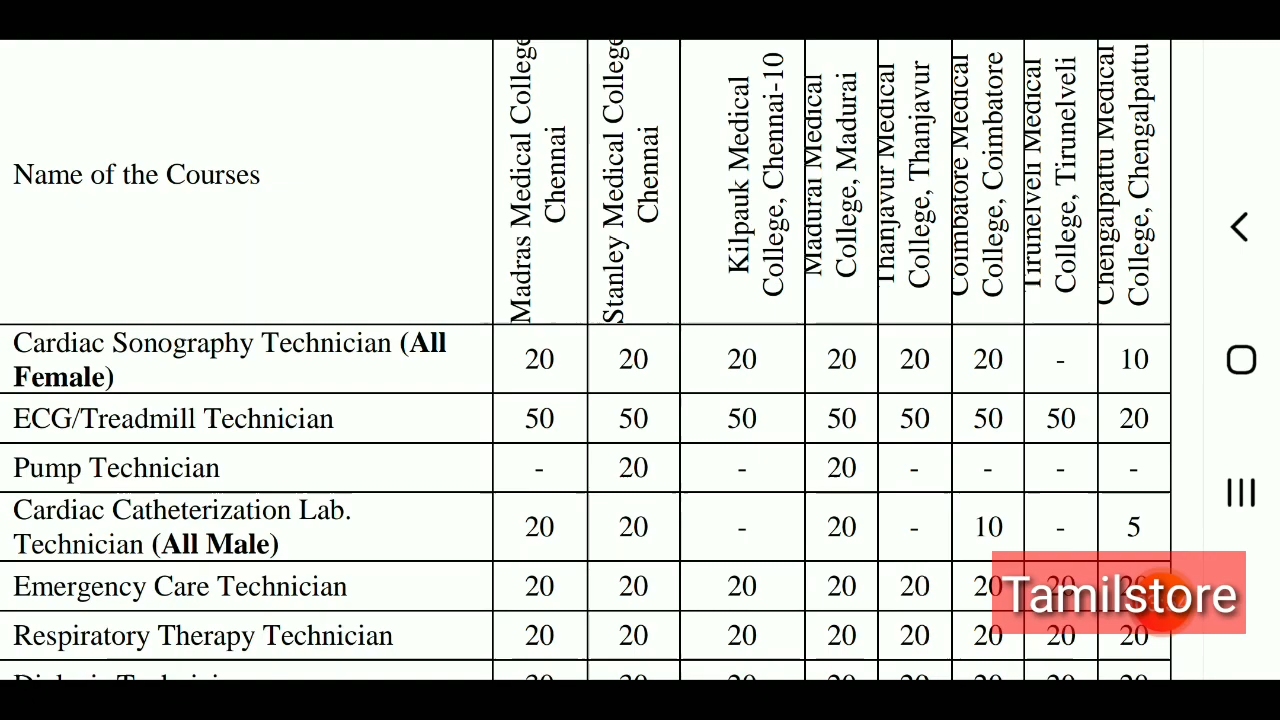 Name of the Courses
Madras Medical College
Chennai
Stanley Medical College
Chennai
Kilpauk Medical
College, Chennai-10
Madurai Medical
College, Madurai
Thanjavur Medical
College, Thanjavur
Coimbatore Medical
College, Coimbatore
Tirunelveli Medical
College, Tirunelveli
Chengalpattu Medical
College, Chengalpattu
Cardiac Sonography Technician (All
Female)
20 20 20 20 20 20 - 10
ECG/Treadmill Technician 50 50 50 50 50 50 50 20
Pump Technician - 20 - 20 - - - -
Cardiac Catheterization Lab.
Technician (All Male)
20 20 - 20 - 10 - 5
Emergency Care Technician 20 20 20 20 20 20 20 20
Tamilstore
Respiratory Therapy Technician 20 20 20 20 20 20 20 20